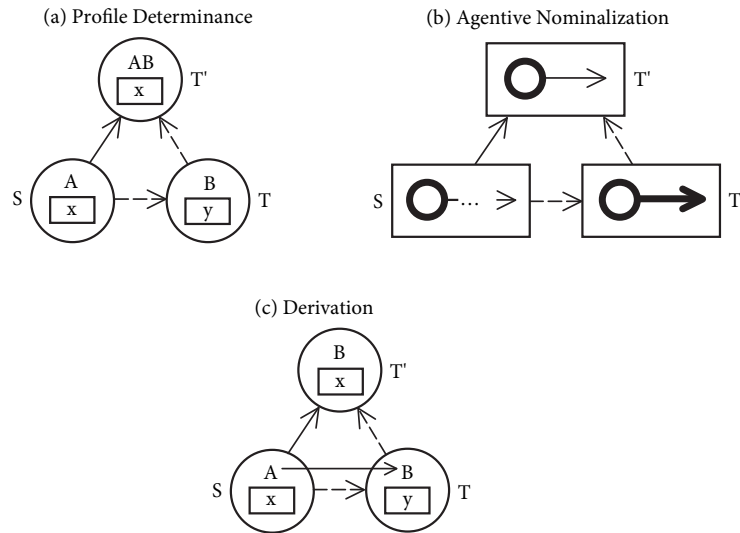 (a) Profile Determinance
(b) Agentive Nominalization
AB
x
T'
T'
S
A
x
B
y
T
S
...
T
(c) Derivation
B
x
T'
S
A
x
B
y
T